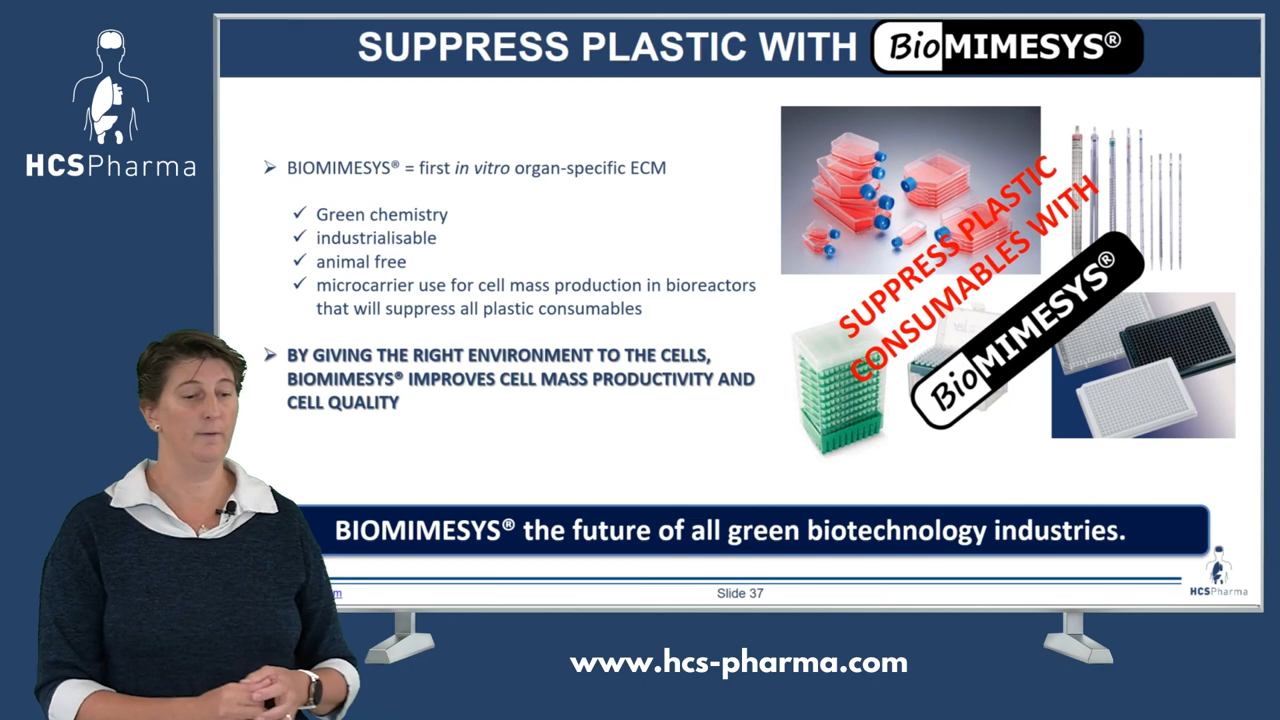 HCSPharma
SUPPRESS PLASTIC WITH BioMIMESYS®
BIOMIMESYS® = first in vitro organ-specific ECM
Green chemistry
industrialisable
animal free
microcarrier use for cell mass production in bioreactors
that will suppress all plastic consumables
BY GIVING THE RIGHT ENVIRONMENT TO THE CELLS,
BIOMIMESYS® IMPROVES CELL MASS PRODUCTIVITY AND
CELL QUALITY
SUPPRESS PLASTIC
CONSUMABLES WITH
BioMIMESYS®
BIOMIMESYS® the future of all green biotechnology industries.
m
Slide 37
HCSPharma
www.hcs-pharma.com